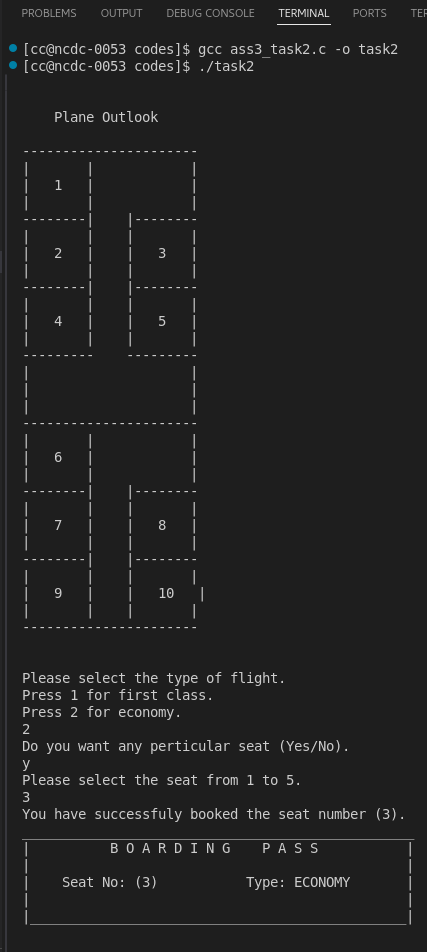 PROBLEMS OUTPUT DEBUG CONSOLE TERMINAL PORTS
[cc@ncdc-0053 codes]$ gcc ass3_task2.c -o task2
[cc@ncdc-0053 codes]$ ./task2
Plane Outlook
----------------------
|       |            |
|   1   |            |
|       |            |
--------|    |--------
|       |    |       |
|   2   |    |   3   |
|       |    |       |
--------|    |--------
|       |    |       |
|   4   |    |   5   |
|       |    |       |
---------    ---------
|                    |
|                    |
|                    |
----------------------
|       |            |
|   6   |            |
|       |            |
--------|    |--------
|       |    |       |
|   7   |    |   8   |
|       |    |       |
--------|    |--------
|       |    |       |
|   9   |    |   10   |
|       |    |       |
----------------------
Please select the type of flight.
Press 1 for first class.
Press 2 for economy.
2
Do you want any perticular seat (Yes/No).
y
Please select the seat from 1 to 5.
3
You have successfuly booked the seat number (3).
_________________________________________________
|          B O A R D I N G    P A S S           |
|                                               |
|    Seat No: (3)           Type: ECONOMY       |
|                                               |
|_______________________________________________|